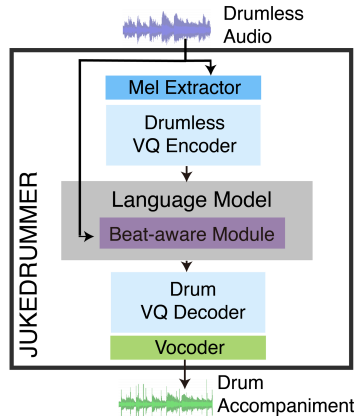 Drumless
Audio
Mel Extractor
Drumless
VQ Encoder
Language Model
Beat-aware Module
JUKEDRUMMER
Drum
VQ Decoder
Vocoder
Drum
Accompaniment